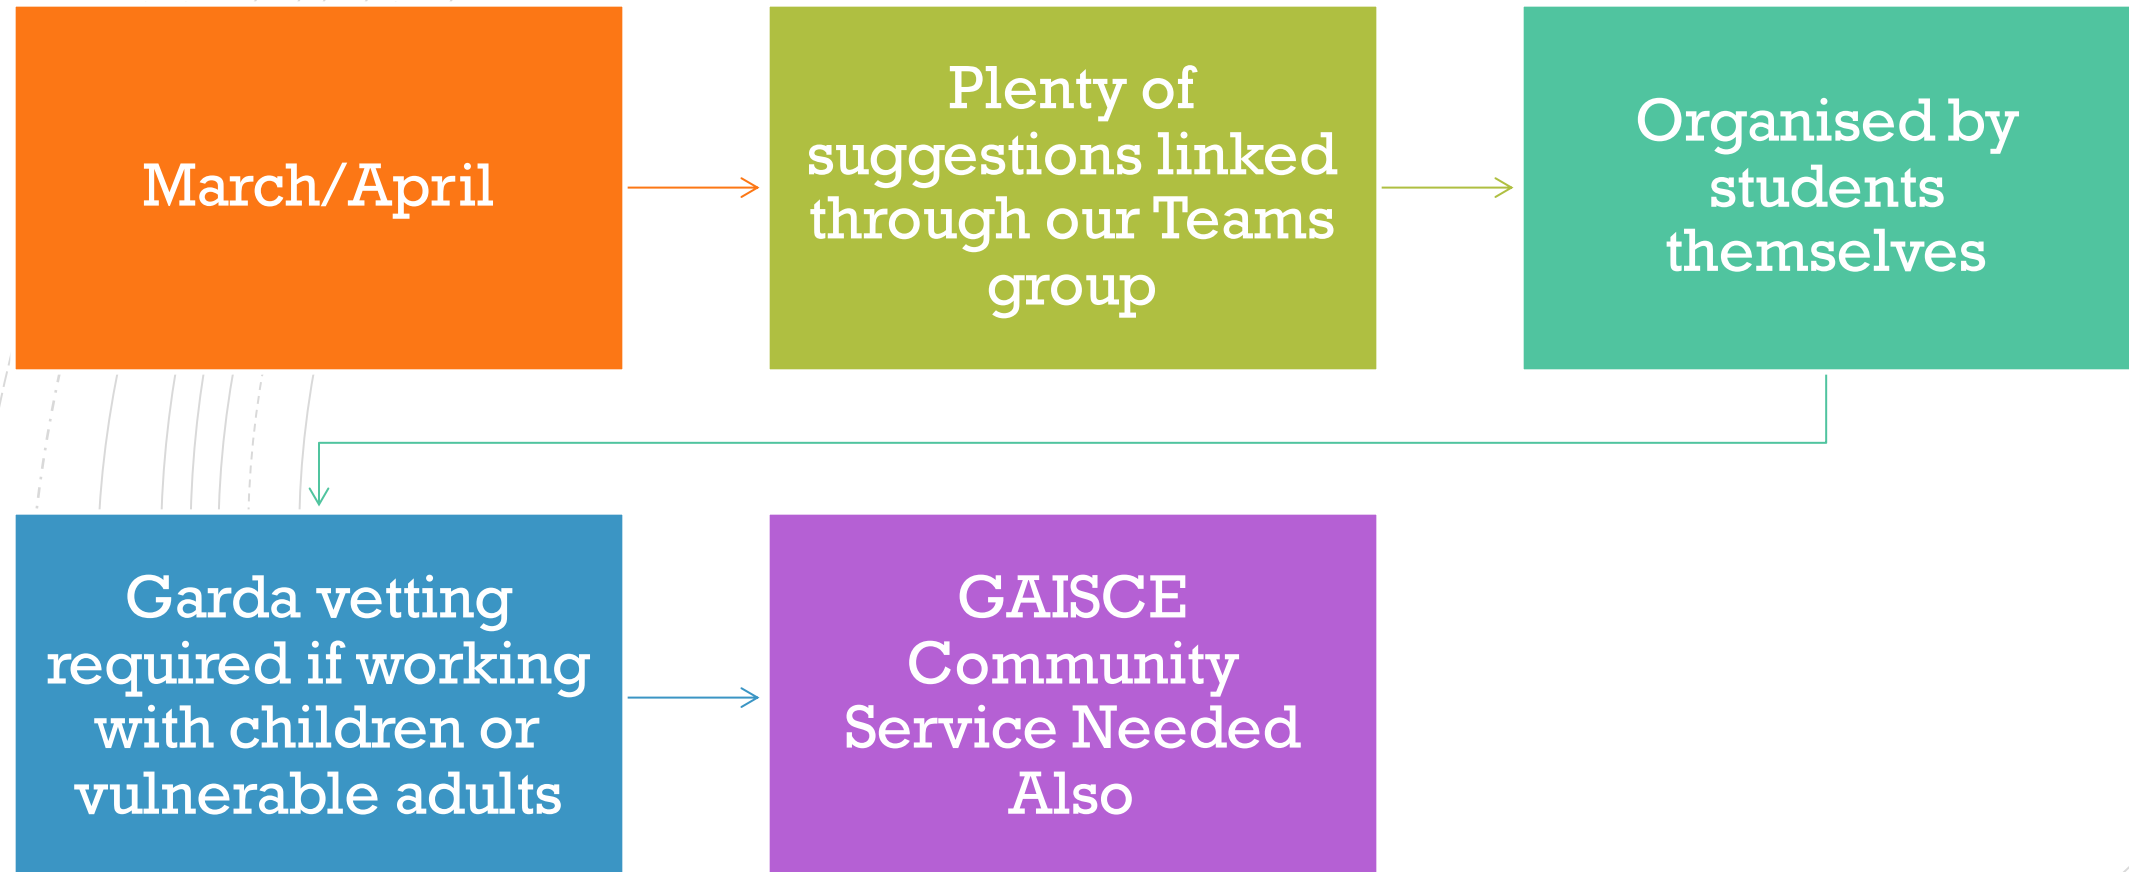 March/April
Plenty of
suggestions linked
through our Teams
group
Organised by
students
themselves
Garda vetting
required if working
with children or
vulnerable adults
GAISCE
Community
Service Needed
Also